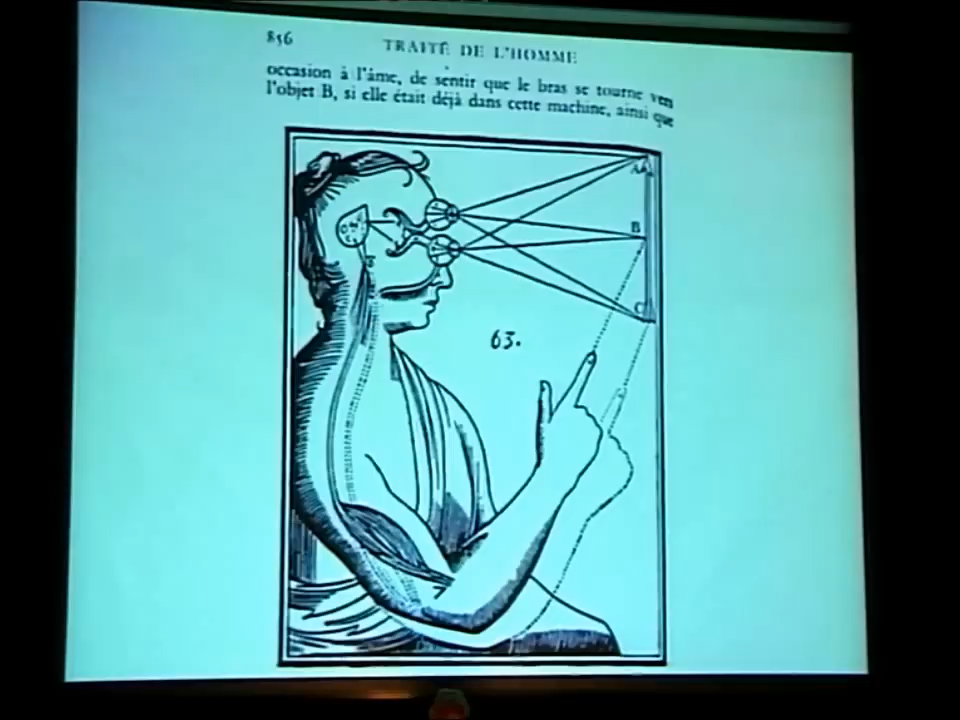 856
TRAITÉ DE L'HOMME
occasion à l'âme, de sentir que le bras se tourne vers
l'objet B, si elle était déjà dans cette machine, ainsi que
A
B
C
63.